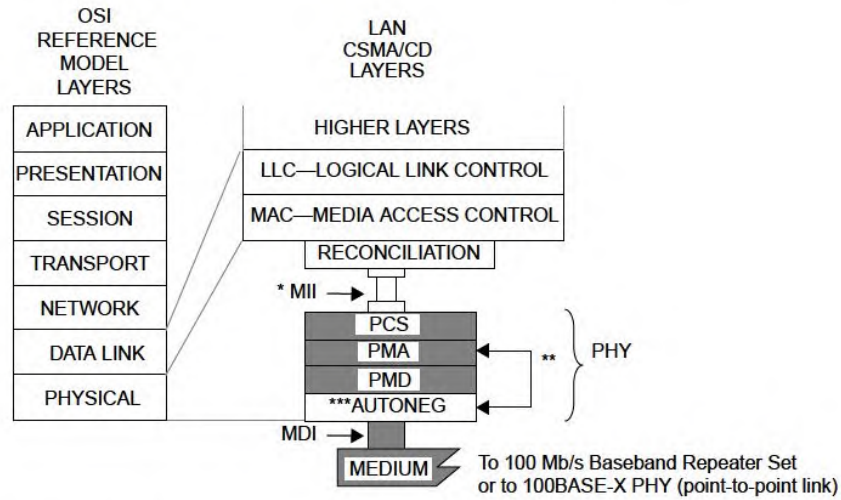 OSI
REFERENCE
MODEL
LAYERS
APPLICATION
PRESENTATION
SESSION
TRANSPORT
NETWORK
DATA LINK
PHYSICAL
LAN
CSMA/CD
LAYERS
HIGHER LAYERS
LLC—LOGICAL LINK CONTROL
MAC—MEDIA ACCESS CONTROL
RECONCILIATION
* MII
PCS
PMA
PMD
***AUTONEG
**
PHY
MDI
MEDIUM
To 100 Mb/s Baseband Repeater Set
or to 100BASE-X PHY (point-to-point link)